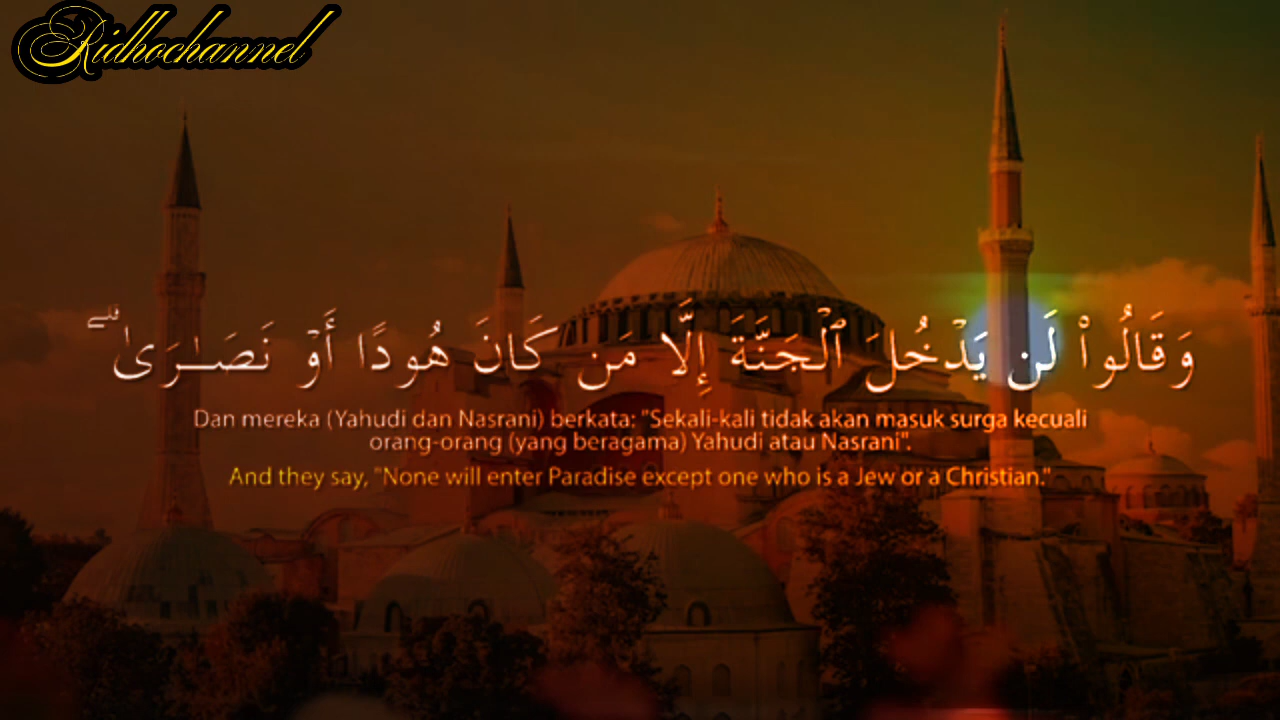 Ridhochannel
وَقَالُوا۟ لَن يَدْخُلَ ٱلْجَنَّةَ إِلَّا مَن كَانَ هُودًا أَوْ نَصَـٰرَىٰ ۗ
Dan mereka (Yahudi dan Nasrani) berkata: "Sekali-kali tidak akan masuk surga kecuali
orang-orang (yang beragama) Yahudi atau Nasrani".
And they say, "None will enter Paradise except one who is a Jew or a Christian."